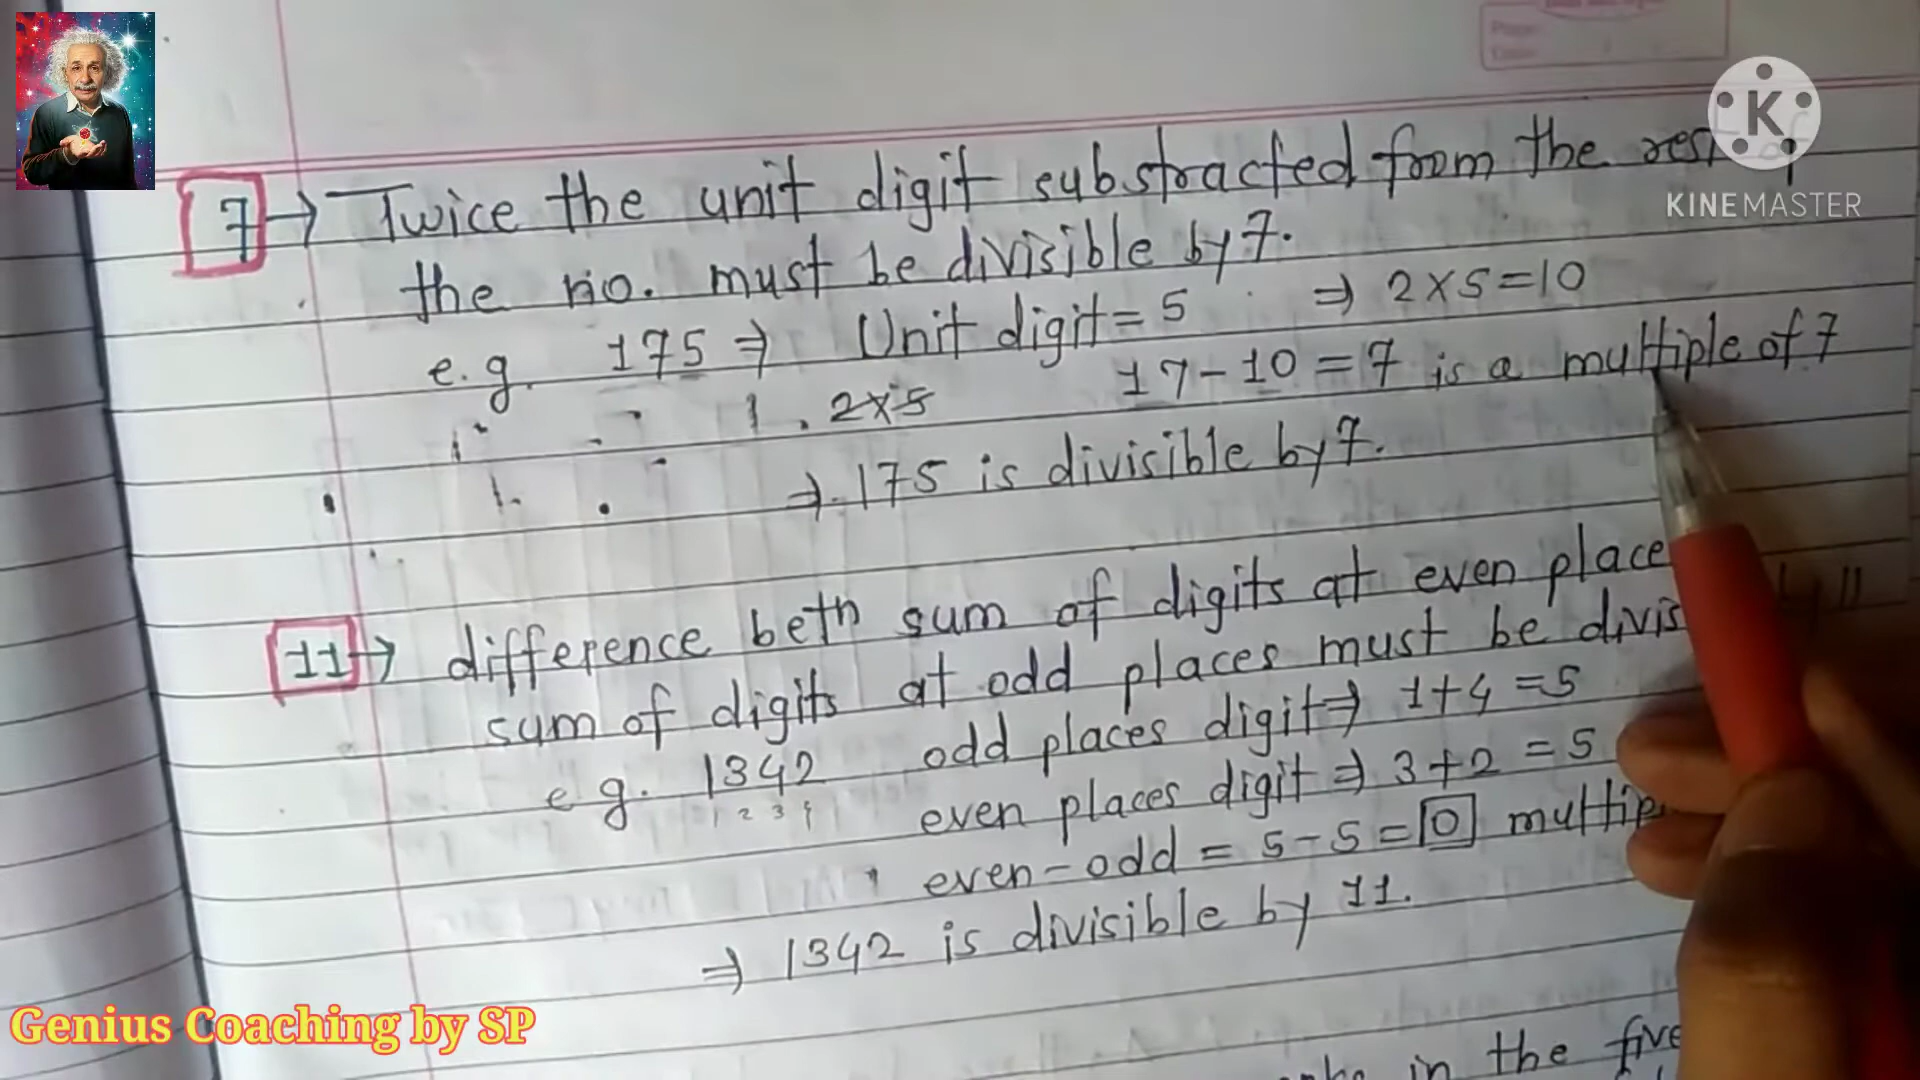 K
KINEMASTER
7 → Twice the unit digit substracted from the rest of
the no. must be divisible by 7.
e.g. 175 ⇒ Unit digit = 5 ⇒ 2×5=10
2×5 17-10=7 is a multiple of 7
⇒ 175 is divisible by 7.
11 → difference betn sum of digits at even place
sum of digits at odd places must be divis by 11
e g. 1342 odd places digit ⇒ 1+4=5
1 2 3 4 even places digit ⇒ 3+2=5
even-odd = 5-5=0 multip
⇒ 1342 is divisible by 11.
in the five
Genius Coaching by SP